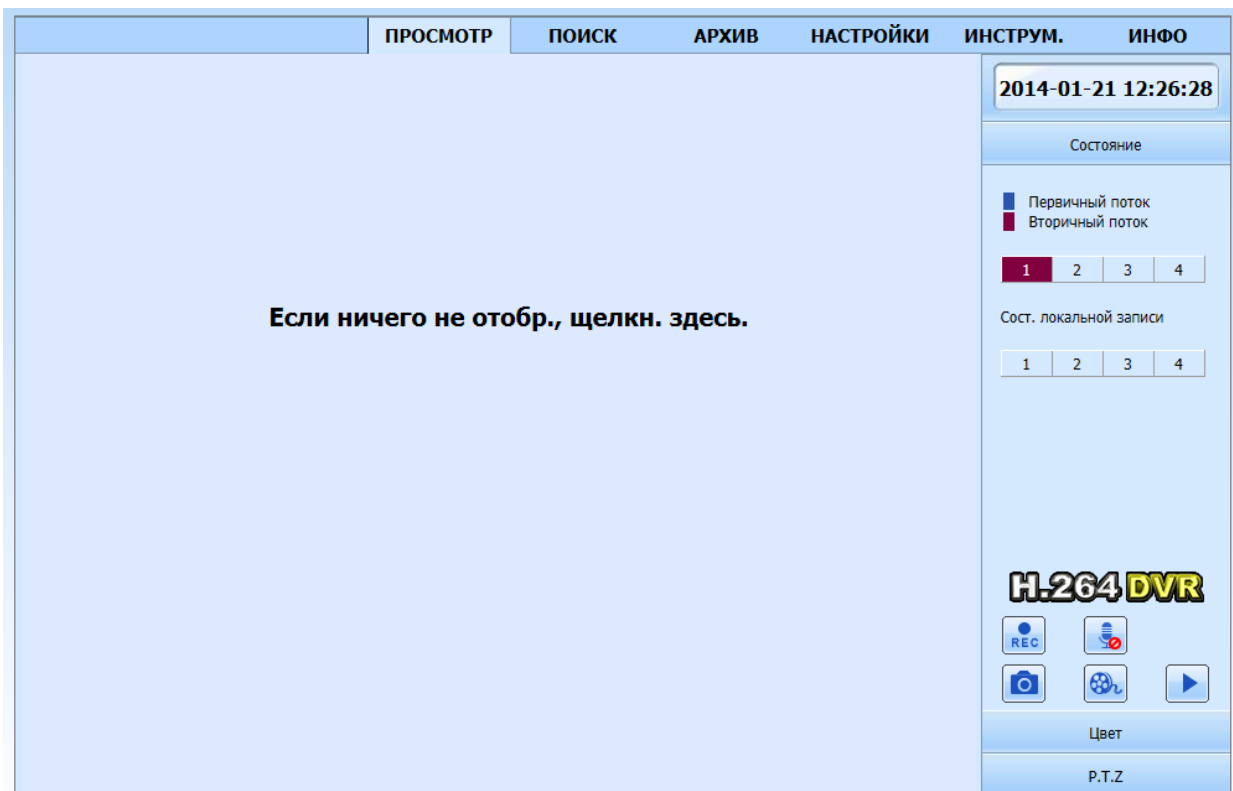 ПРОСМОТР ПОИСК АРХИВ НАСТРОЙКИ ИНСТРУМ. ИНФО
2014-01-21 12:26:28
Состояние
Первичный поток
Вторичный поток
1 2 3 4
Если ничего не отобр., щелкн. здесь.
Сост. локальной записи
1 2 3 4
H.264 DVR
REC
Цвет
P.T.Z